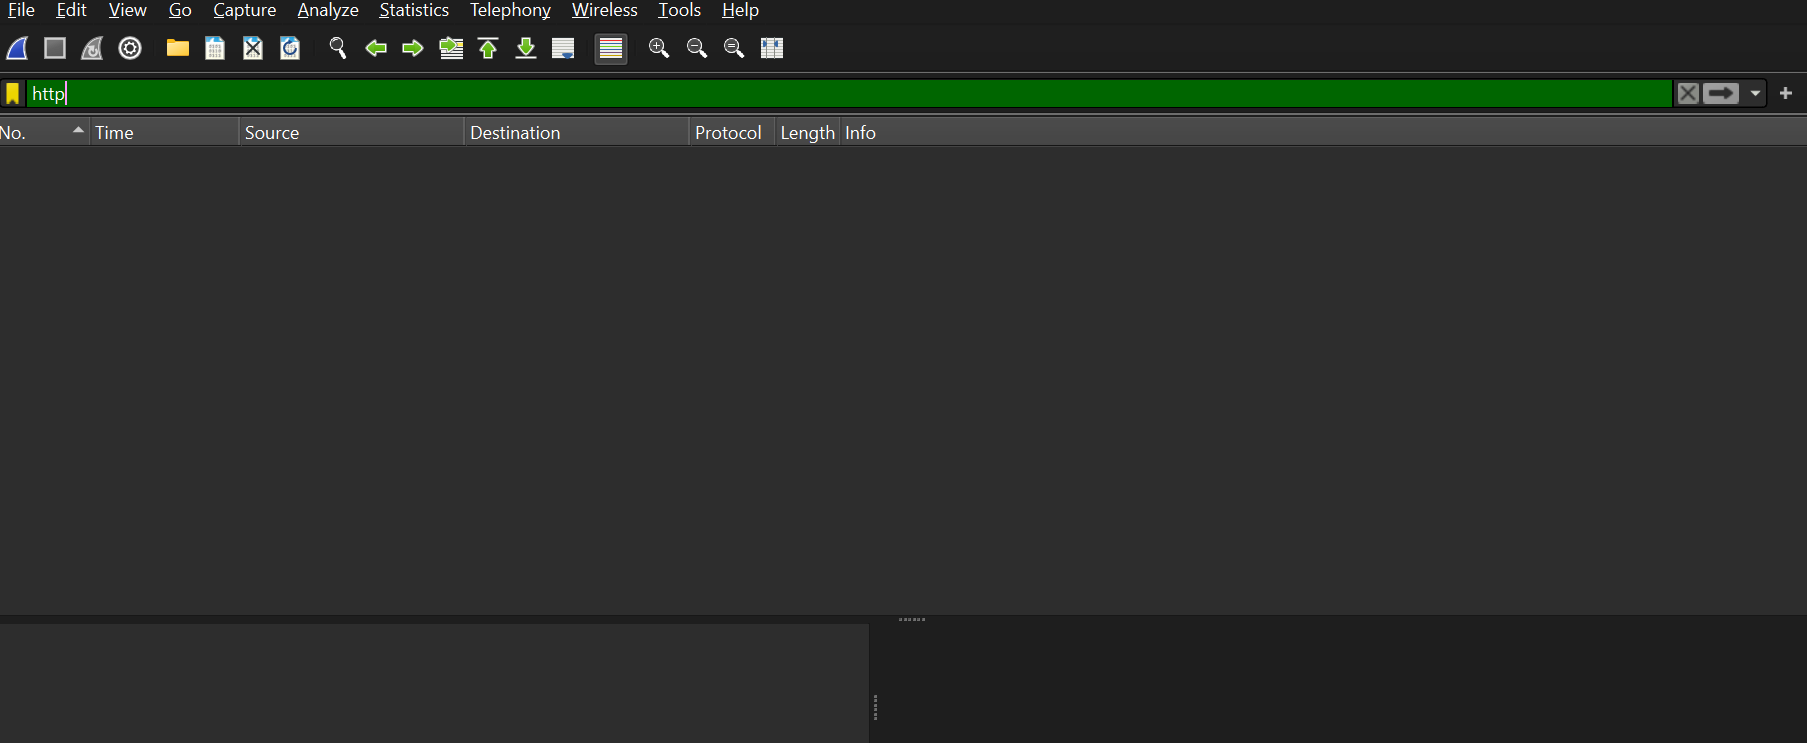 File Edit View Go Capture Analyze Statistics Telephony Wireless Tools Help
http
No. Time Source Destination Protocol Length Info